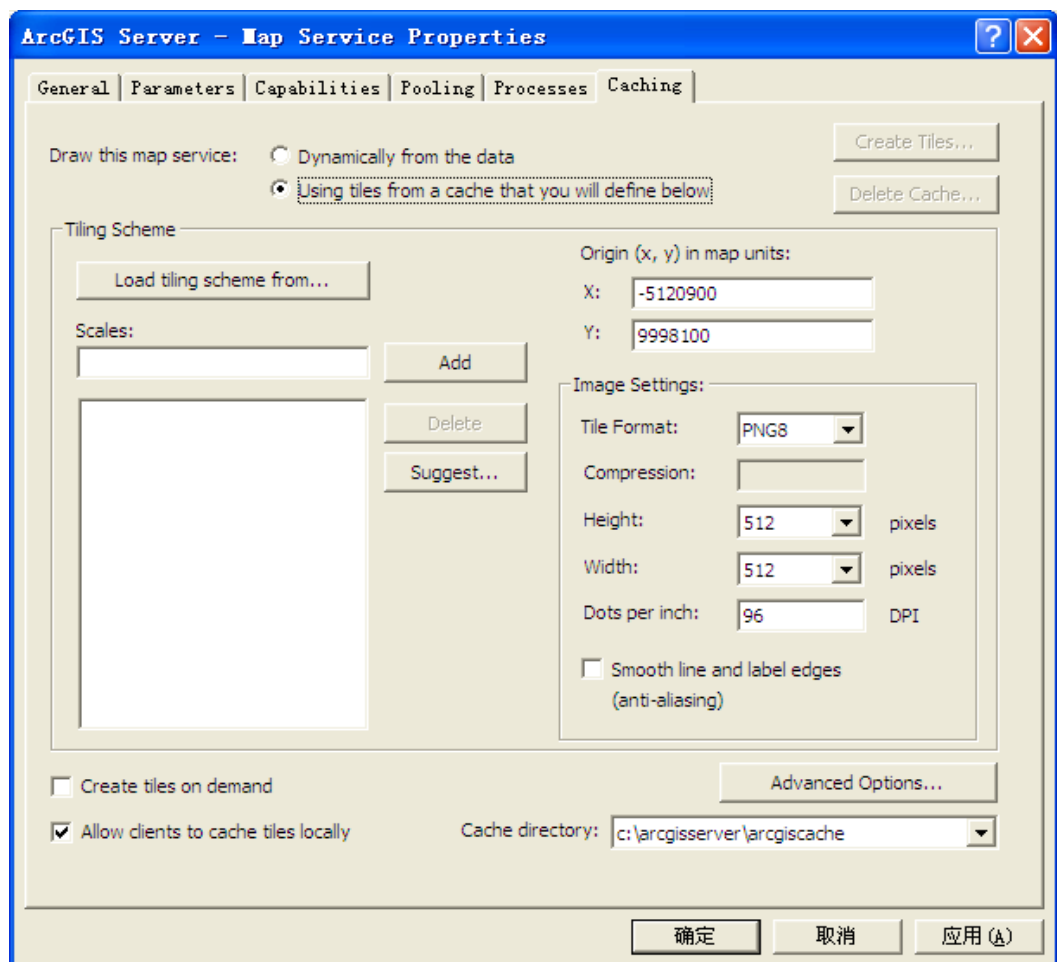 ArcGIS Server - Map Service Properties
General Parameters Capabilities Pooling Processes Caching
Draw this map service:
Dynamically from the data
Using tiles from a cache that you will define below
Create Tiles...
Delete Cache...
Tiling Scheme
Load tiling scheme from...
Scales:
Add
Delete
Suggest...
Origin (x, y) in map units:
X: -5120900
Y: 9998100
Image Settings:
Tile Format: PNG8
Compression:
Height: 512 pixels
Width: 512 pixels
Dots per inch: 96 DPI
Smooth line and label edges
(anti-aliasing)
Create tiles on demand
Advanced Options...
Allow clients to cache tiles locally
Cache directory: c:\arcgisserver\arcgiscache
确定 取消 应用(A)